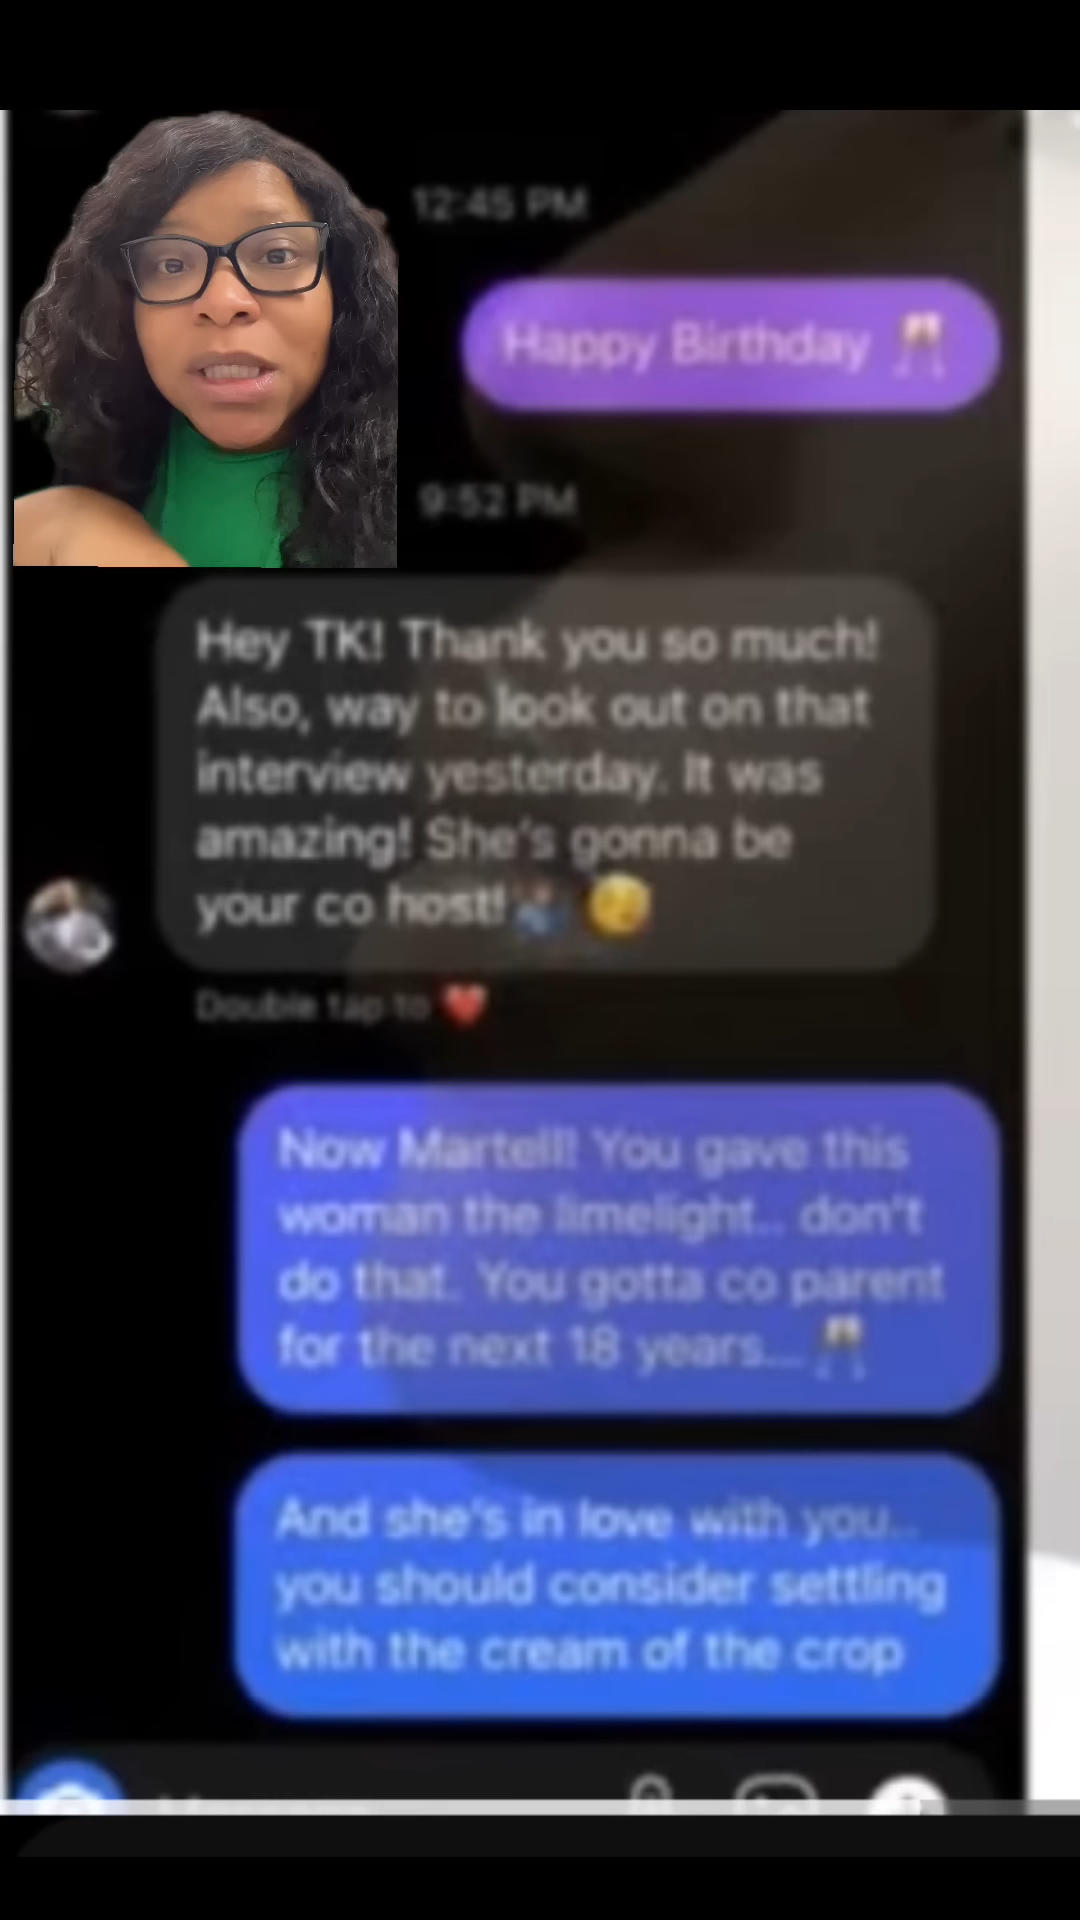 12:45 PM
Happy Birthday 🥂
9:52 PM
Hey TK! Thank you so much!
Also, way to look out on that
interview yesterday. It was
amazing! She's gonna be
your co host!
Double tap to ❤️
Now Martell! You gave this
woman the limelight.. don't
do that. You gotta co parent
for the next 18 years....
And she's in love with you..
you should consider settling
with the cream of the crop